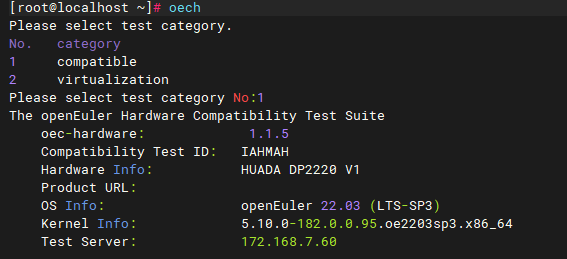 [root@localhost ~]# oech
Please select test category.
No.   category
1     compatible
2     virtualization
Please select test category No:1
The openEuler Hardware Compatibility Test Suite
    oec-hardware:             1.1.5
    Compatibility Test ID:   IAHMAH
    Hardware Info:           HUADA DP2220 V1
    Product URL:
    OS Info:                 openEuler 22.03 (LTS-SP3)
    Kernel Info:             5.10.0-182.0.0.95.oe2203sp3.x86_64
    Test Server:             172.168.7.60